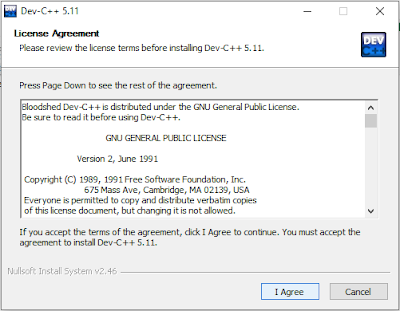 Dev-C++ 5.11
License Agreement
Please review the license terms before installing Dev-C++ 5.11.
DEV
C++
Press Page Down to see the rest of the agreement.
Bloodshed Dev-C++ is distributed under the GNU General Public License.
Be sure to read it before using Dev-C++.
GNU GENERAL PUBLIC LICENSE
Version 2, June 1991
Copyright (C) 1989, 1991 Free Software Foundation, Inc.
675 Mass Ave, Cambridge, MA 02139, USA
Everyone is permitted to copy and distribute verbatim copies
of this license document, but changing it is not allowed.
If you accept the terms of the agreement, click I Agree to continue. You must accept the
agreement to install Dev-C++ 5.11.
Nullsoft Install System v2.46
I Agree
Cancel